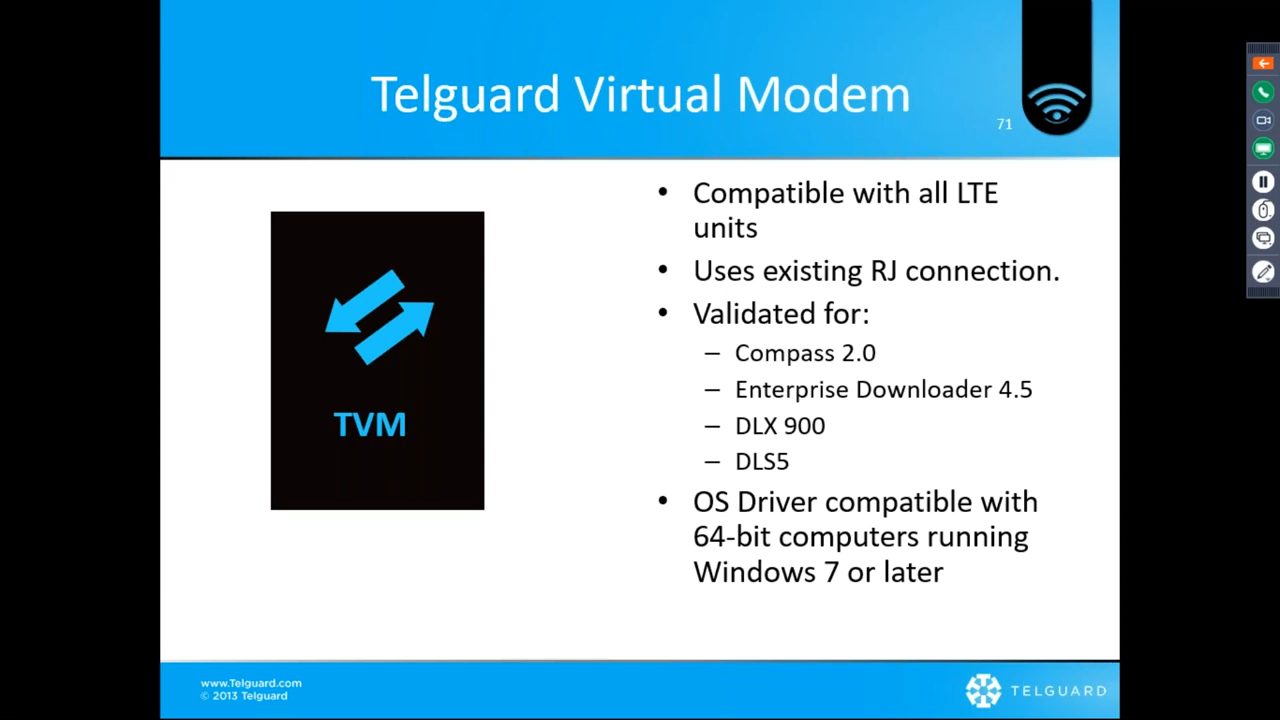 Telguard Virtual Modem
71
TVM
• Compatible with all LTE
units
• Uses existing RJ connection.
• Validated for:
– Compass 2.0
– Enterprise Downloader 4.5
– DLX 900
– DLS5
• OS Driver compatible with
64-bit computers running
Windows 7 or later
www.Telguard.com
© 2013 Telguard
TELGUARD